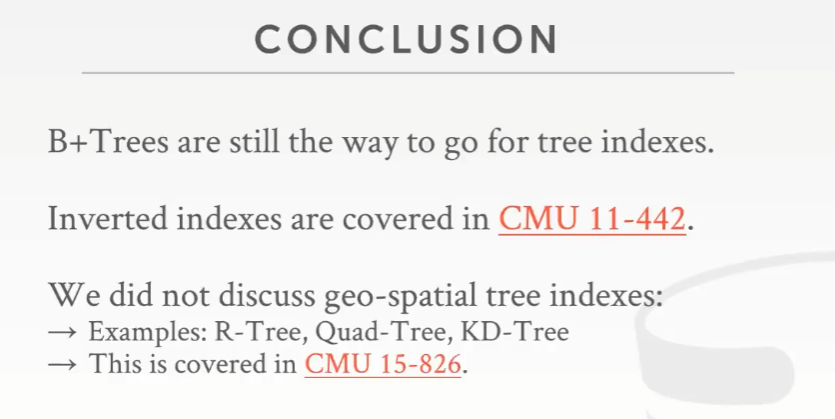 CONCLUSION
B+Trees are still the way to go for tree indexes.
Inverted indexes are covered in CMU 11-442.
We did not discuss geo-spatial tree indexes:
→ Examples: R-Tree, Quad-Tree, KD-Tree
→ This is covered in CMU 15-826.